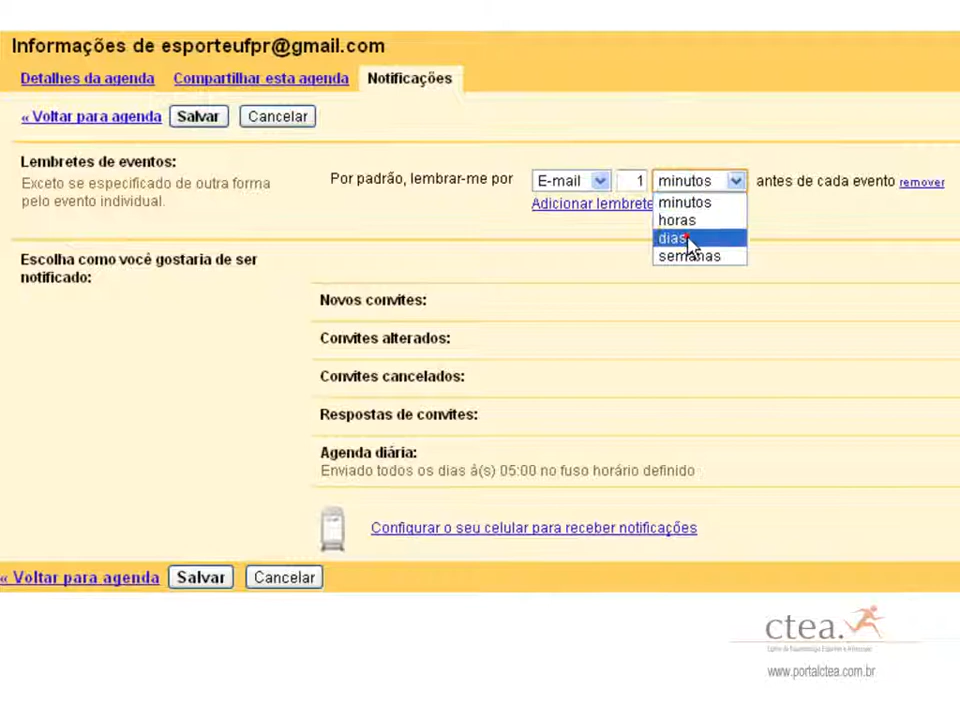 Informações de esporteufpr@gmail.com
Detalhes da agenda Compartilhar esta agenda Notificações
« Voltar para agenda Salvar Cancelar
Lembretes de eventos:
Exceto se especificado de outra forma
pelo evento individual.
Por padrão, lembrar-me por E-mail 1 minutos antes de cada evento remover
Adicionar lembrete
minutos
horas
dias
semanas
Escolha como você gostaria de ser
notificado:
Novos convites:
Convites alterados:
Convites cancelados:
Respostas de convites:
Agenda diária:
Enviado todos os dias à(s) 05:00 no fuso horário definido
Configurar o seu celular para receber notificações
« Voltar para agenda Salvar Cancelar
ctea.
www.portalctea.com.br